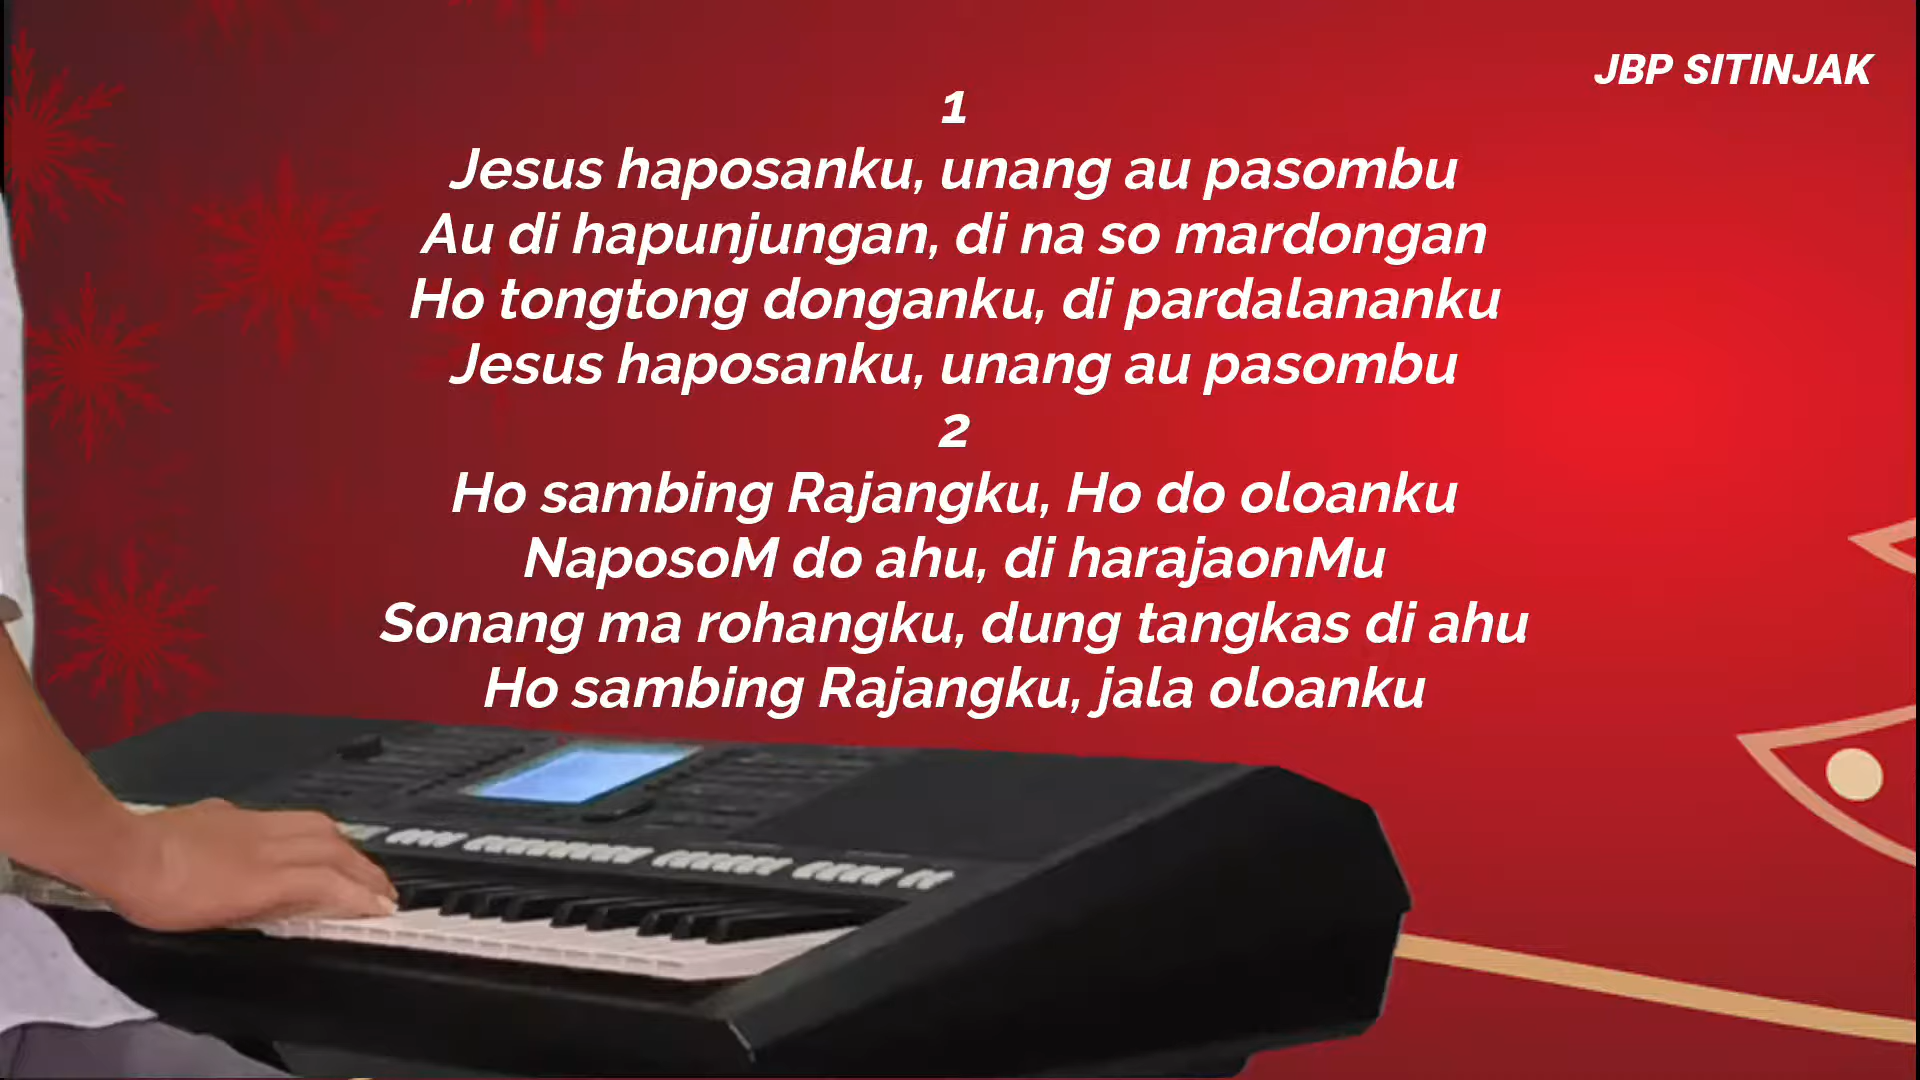 JBP SITINJAK
1
Jesus haposanku, unang au pasombu
Au di hapunjungan, di na so mardongan
Ho tongtong donganku, di pardalananku
Jesus haposanku, unang au pasombu
2
Ho sambing Rajangku, Ho do oloanku
NaposoM do ahu, di harajaonMu
Sonang ma rohangku, dung tangkas di ahu
Ho sambing Rajangku, jala oloanku